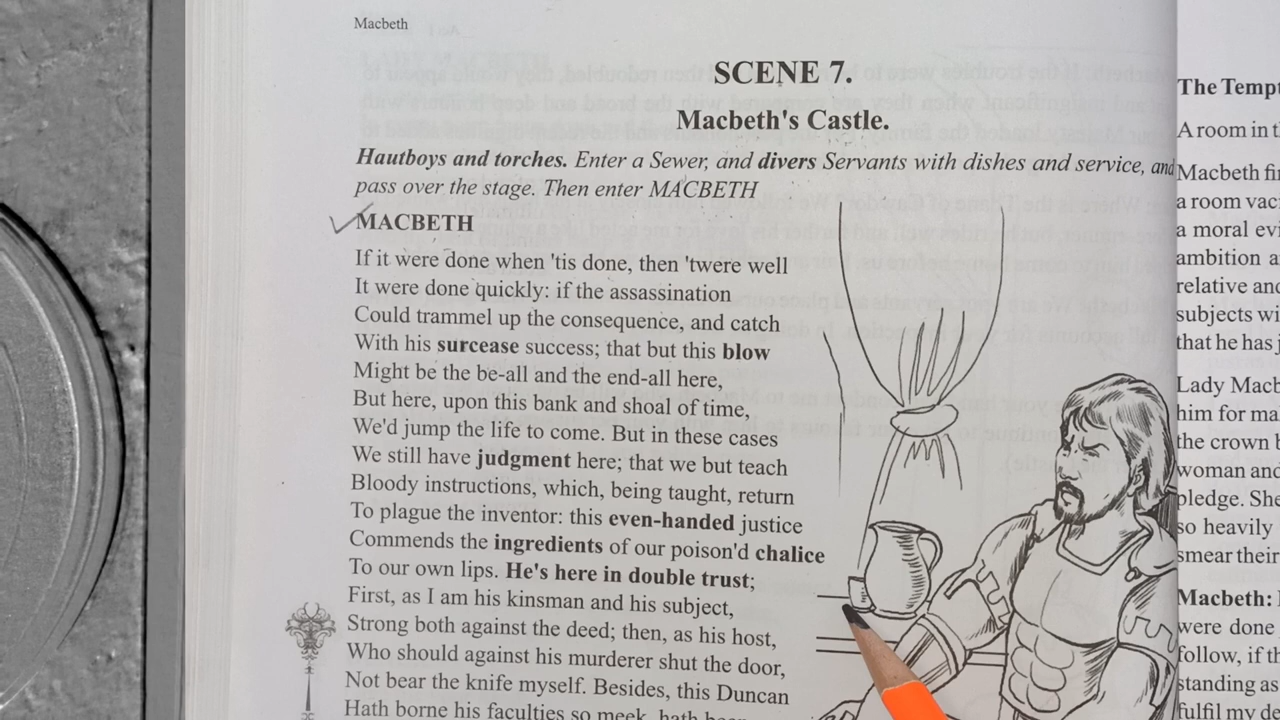 Macbeth
SCENE 7.
Macbeth's Castle.
Hautboys and torches. Enter a Sewer, and divers Servants with dishes and service, and
pass over the stage. Then enter MACBETH
MACBETH
If it were done when 'tis done, then 'twere well
It were done quickly: if the assassination
Could trammel up the consequence, and catch
With his surcease success; that but this blow
Might be the be-all and the end-all here,
But here, upon this bank and shoal of time,
We'd jump the life to come. But in these cases
We still have judgment here; that we but teach
Bloody instructions, which, being taught, return
To plague the inventor: this even-handed justice
Commends the ingredients of our poison'd chalice
To our own lips. He's here in double trust;
First, as I am his kinsman and his subject,
Strong both against the deed; then, as his host,
Who should against his murderer shut the door,
Not bear the knife myself. Besides, this Duncan
Hath borne his faculties so meek, hath
The
A room in
Macbeth
a room
a moral
ambition
relative and
subjects
that he has
Lady
him for
the crown
woman and
pledge. She
so heavily
smear their
Macbeth:
were done
follow, if
standing as
fulfil my